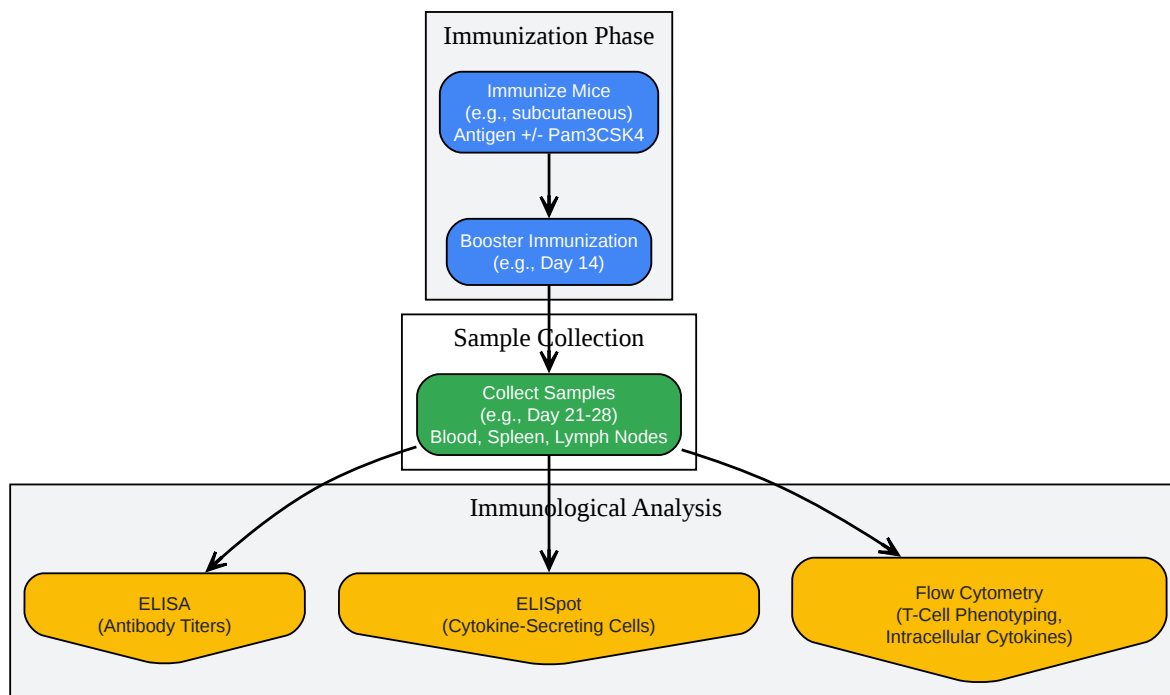 Immunization Phase
Immunize Mice
(e.g., subcutaneous)
Antigen +/- Pam3CSK4
Booster Immunization
(e.g., Day 14)
Sample Collection
Collect Samples
(e.g., Day 21-28)
Blood, Spleen, Lymph Nodes
Immunological Analysis
ELISA
(Antibody Titers)
ELISpot
(Cytokine-Secreting Cells)
Flow Cytometry
(T-Cell Phenotyping,
Intracellular Cytokines)